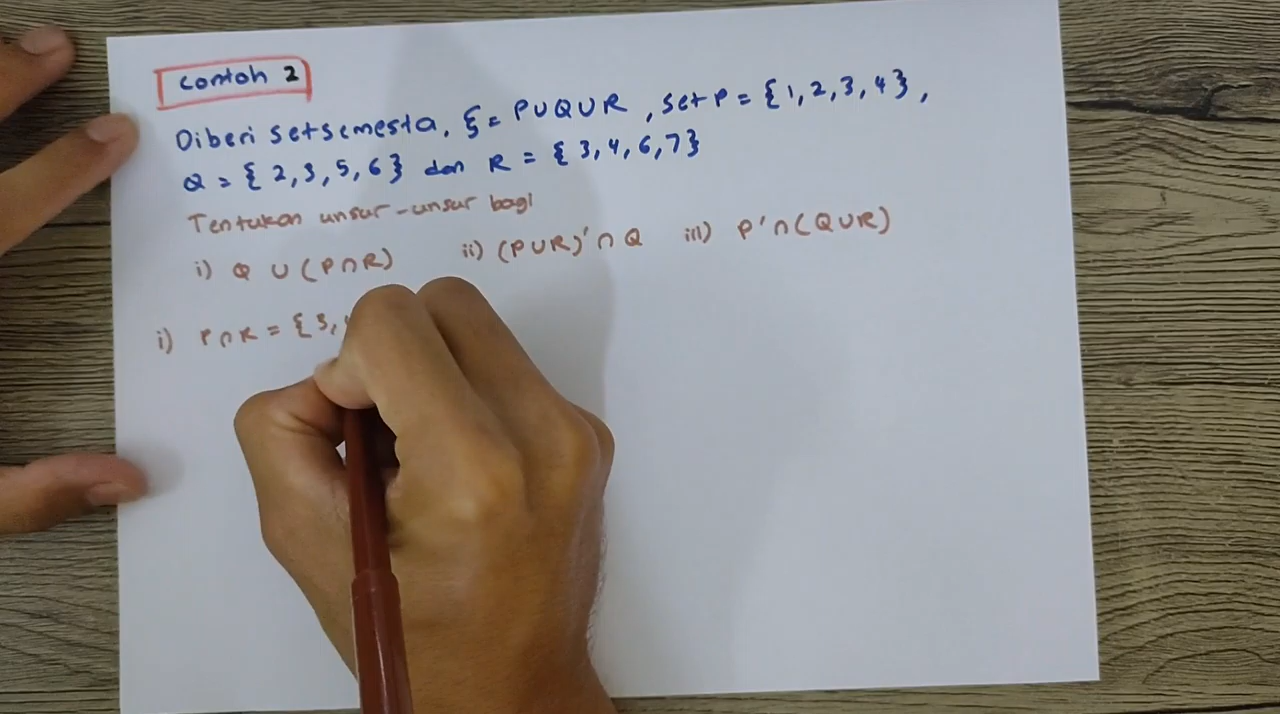 Contoh 2
Diberi set semesta, ξ = P∪Q∪R, set P = {1, 2, 3, 4},
Q = {2, 3, 5, 6} dan R = {3, 4, 6, 7}
Tentukan unsur-unsur bagi
i) Q ∪ (P∩R) ii) (P∪R)' ∩ Q iii) P' ∩ (Q∪R)
i) P∩R = {3,